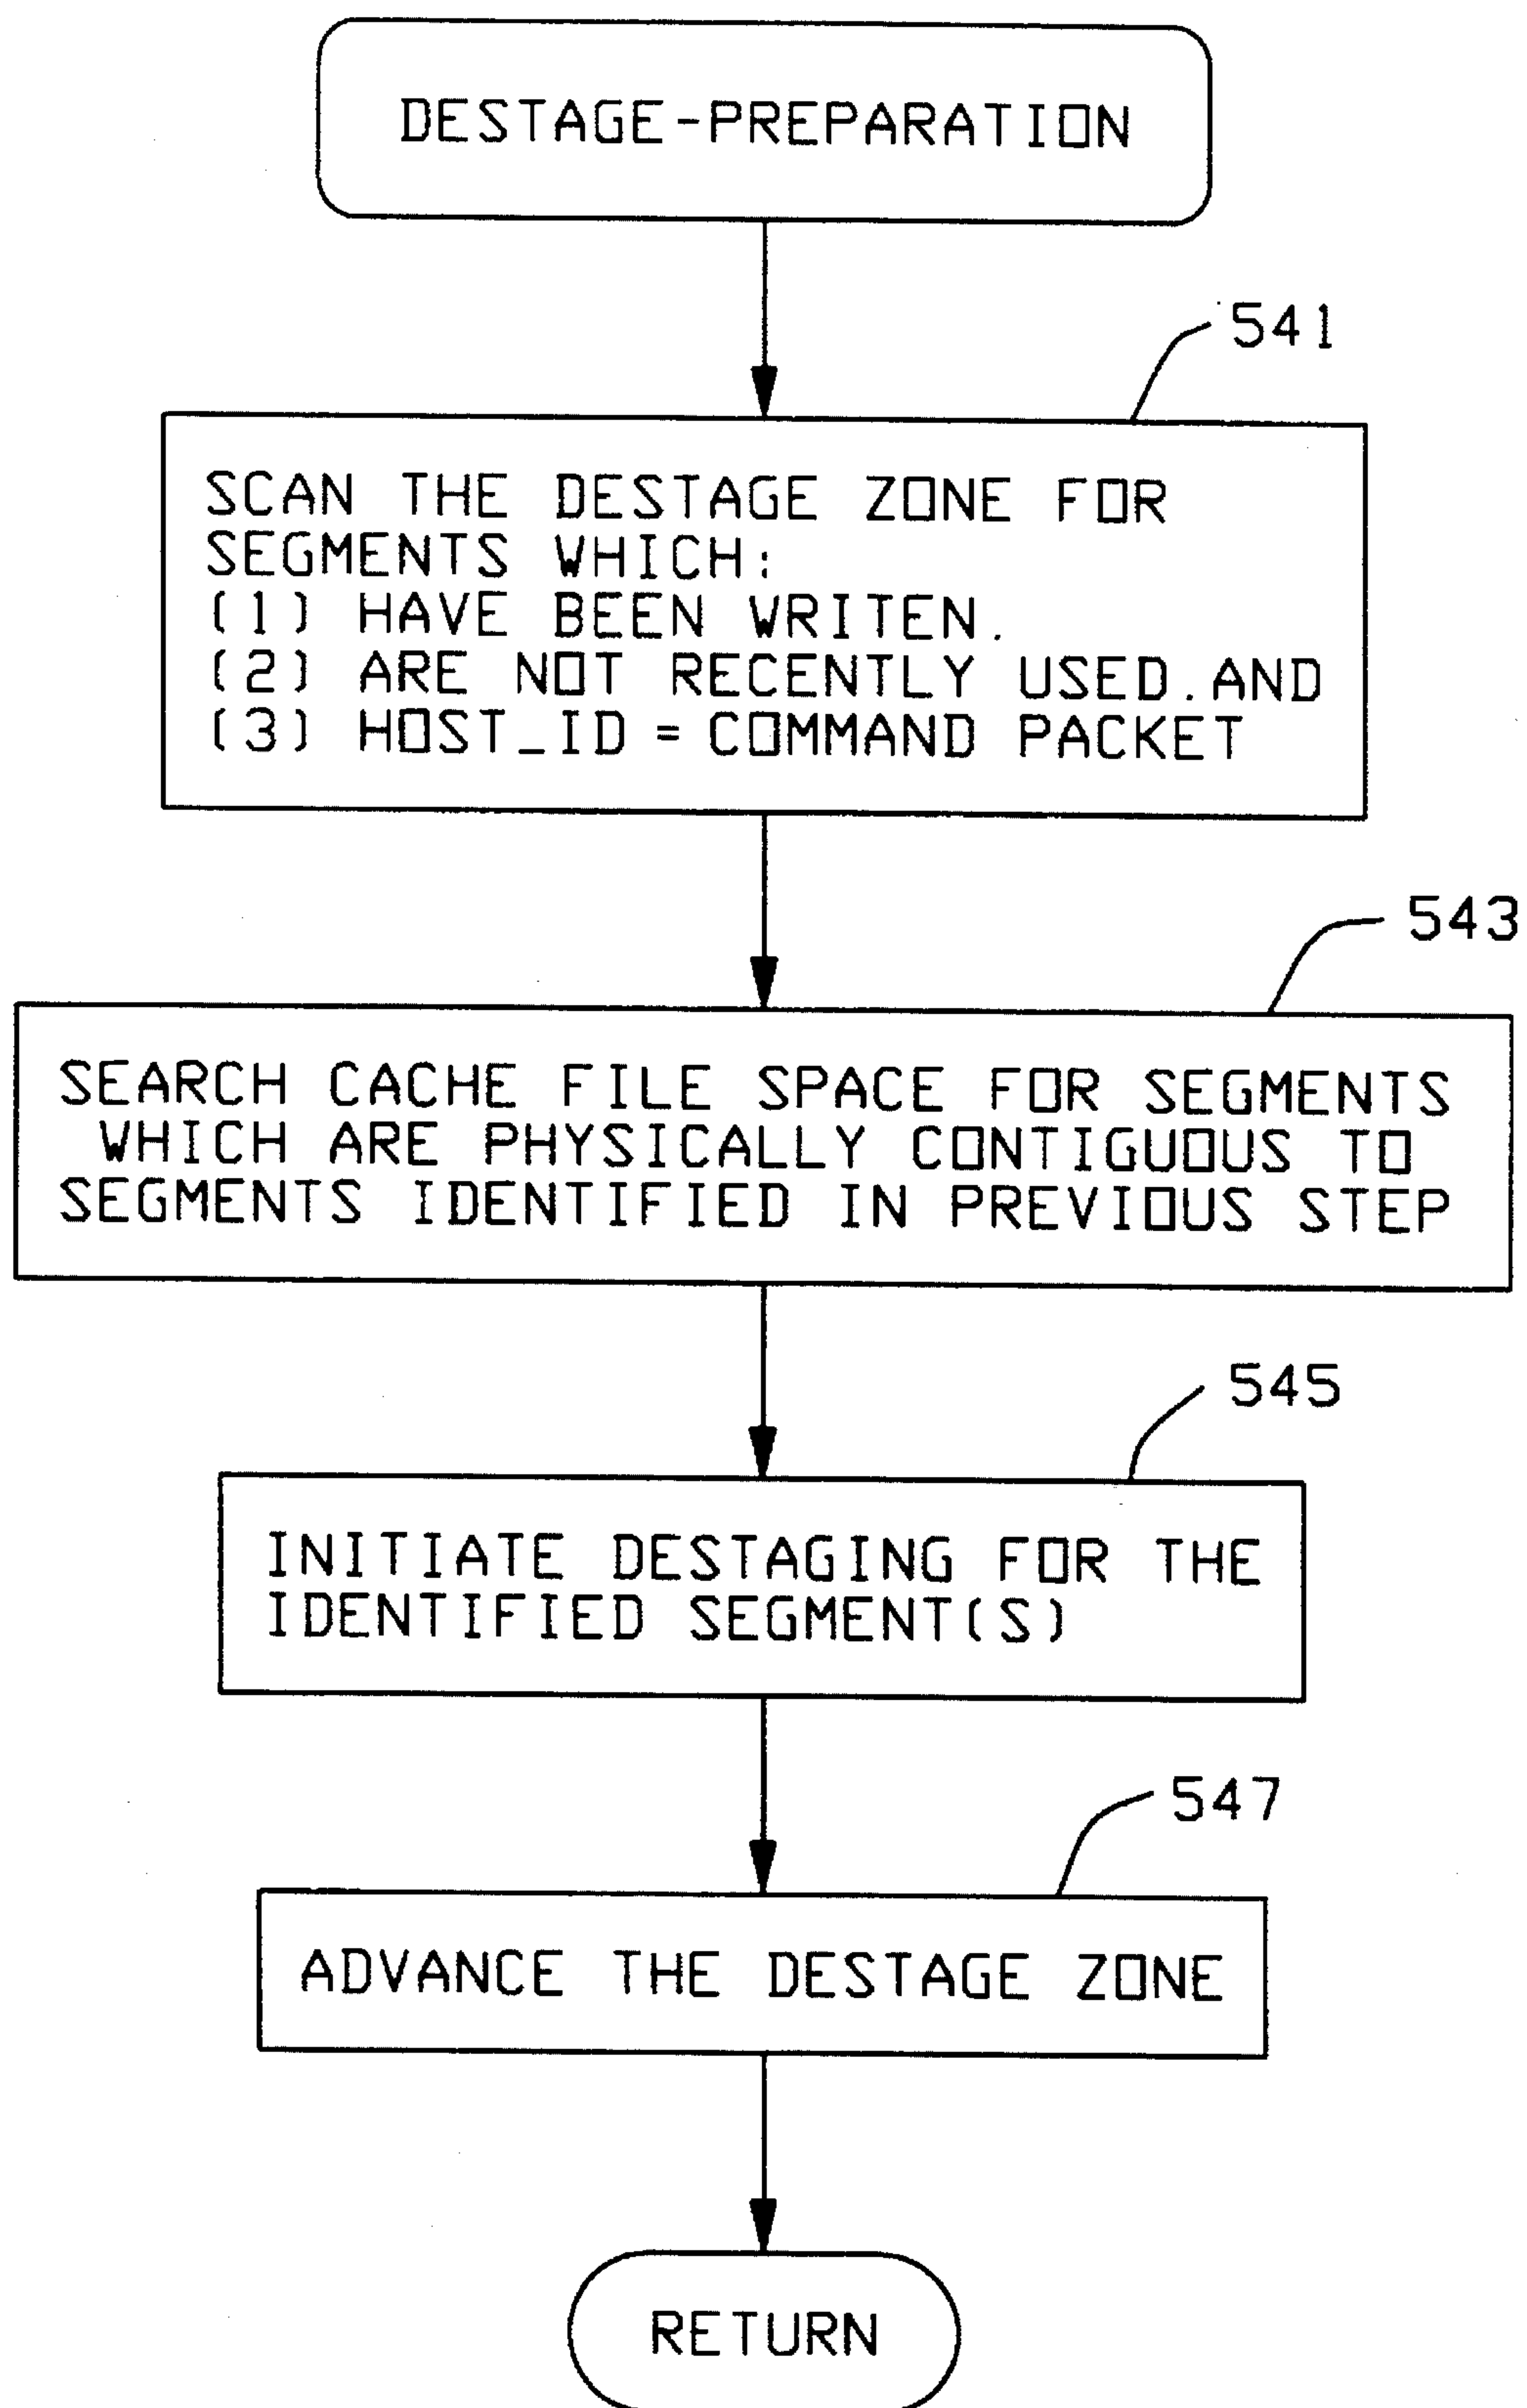 DESTAGE-PREPARATION
541
SCAN THE DESTAGE ZONE FOR
SEGMENTS WHICH:
(1) HAVE BEEN WRITEN.
(2) ARE NOT RECENTLY USED.AND
(3) HOST_ID = COMMAND PACKET
543
SEARCH CACHE FILE SPACE FOR SEGMENTS
WHICH ARE PHYSICALLY CONTIGUOUS TO
SEGMENTS IDENTIFIED IN PREVIOUS STEP
545
INITIATE DESTAGING FOR THE
IDENTIFIED SEGMENT(S)
547
ADVANCE THE DESTAGE ZONE
RETURN